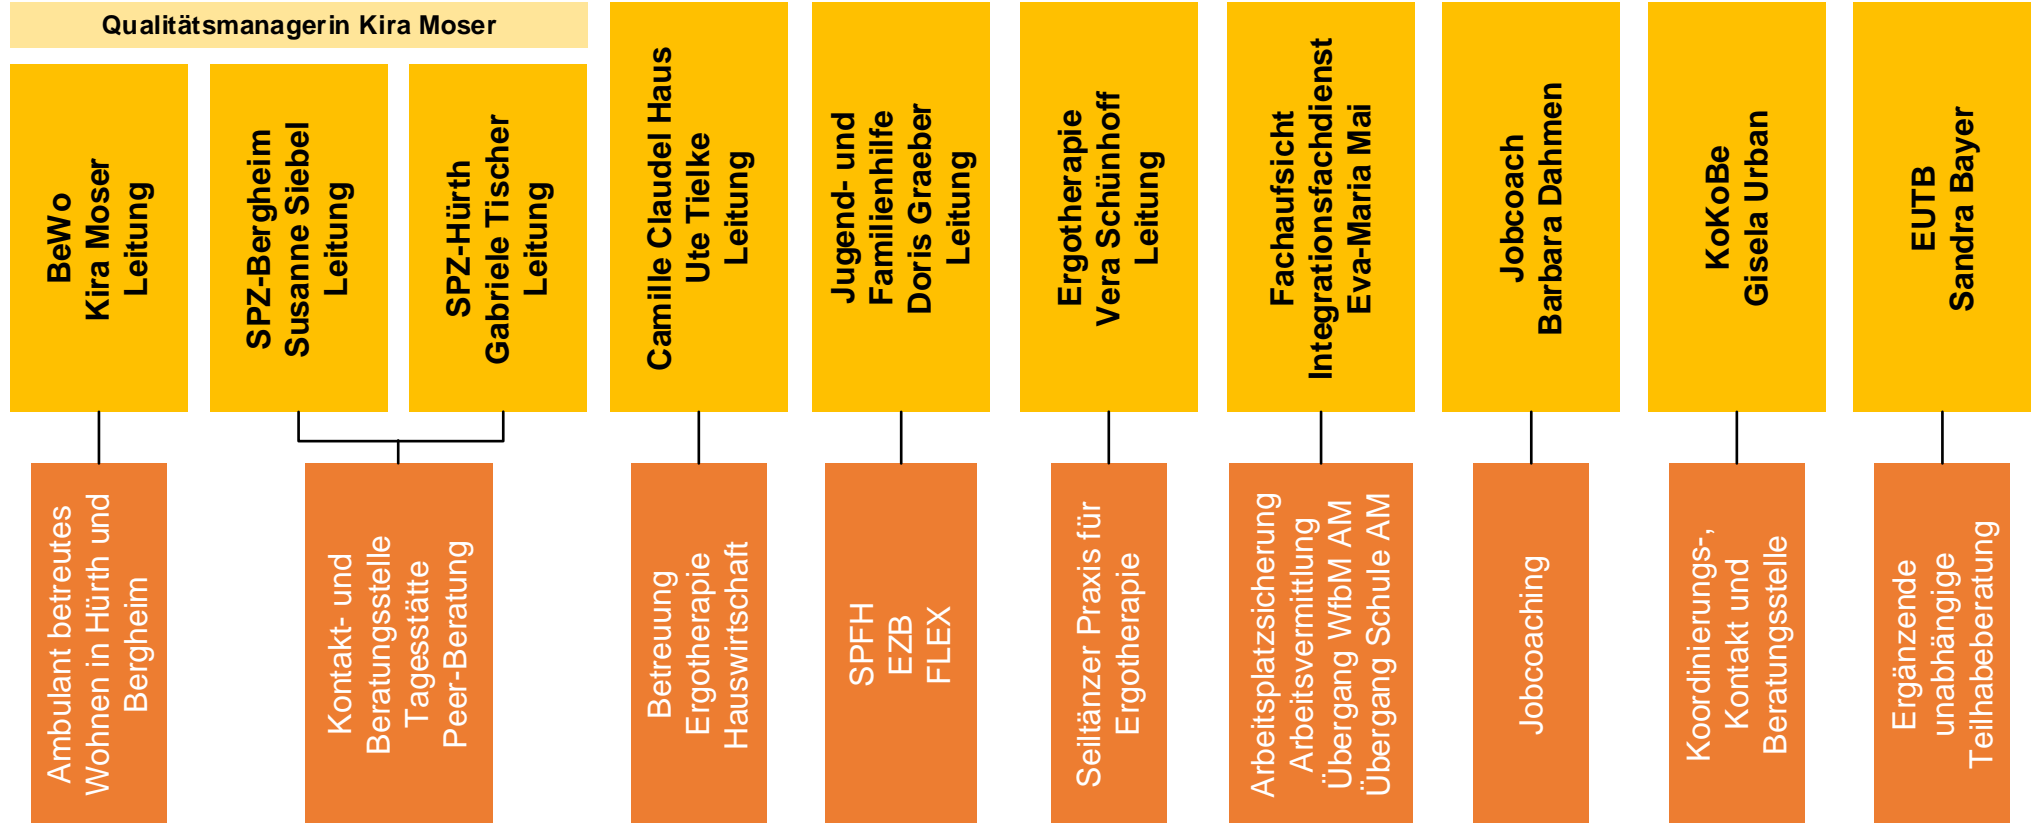 Qualitätsmanagerin Kira Moser
BeWo
Kira Moser
Leitung
SPZ-Bergheim
Susanne Siebel
Leitung
SPZ-Hürth
Gabriele Tischer
Leitung
Camille Claudel Haus
Ute Tielke
Leitung
Jugend- und
Familienhilfe
Doris Graeber
Leitung
Ergotherapie
Vera Schünhoff
Leitung
Fachaufsicht
Integrationsfachdienst
Eva-Maria Mai
Jobcoach
Barbara Dahmen
KoKoBe
Gisela Urban
EUTB
Sandra Bayer
Ambulant betreutes
Wohnen in Hürth und
Bergheim
Kontakt- und
Beratungsstelle
Tagesstätte
Peer-Beratung
Betreuung
Ergotherapie
Hauswirtschaft
SPFH
EZB
FLEX
Seiltänzer Praxis für
Ergotherapie
Arbeitsplatzsicherung
Arbeitsvermittlung
Übergang WfbM AM
Übergang Schule AM
Jobcoaching
Koordinierungs-,
Kontakt und
Beratungsstelle
Ergänzende
unabhängige
Teilhabeberatung